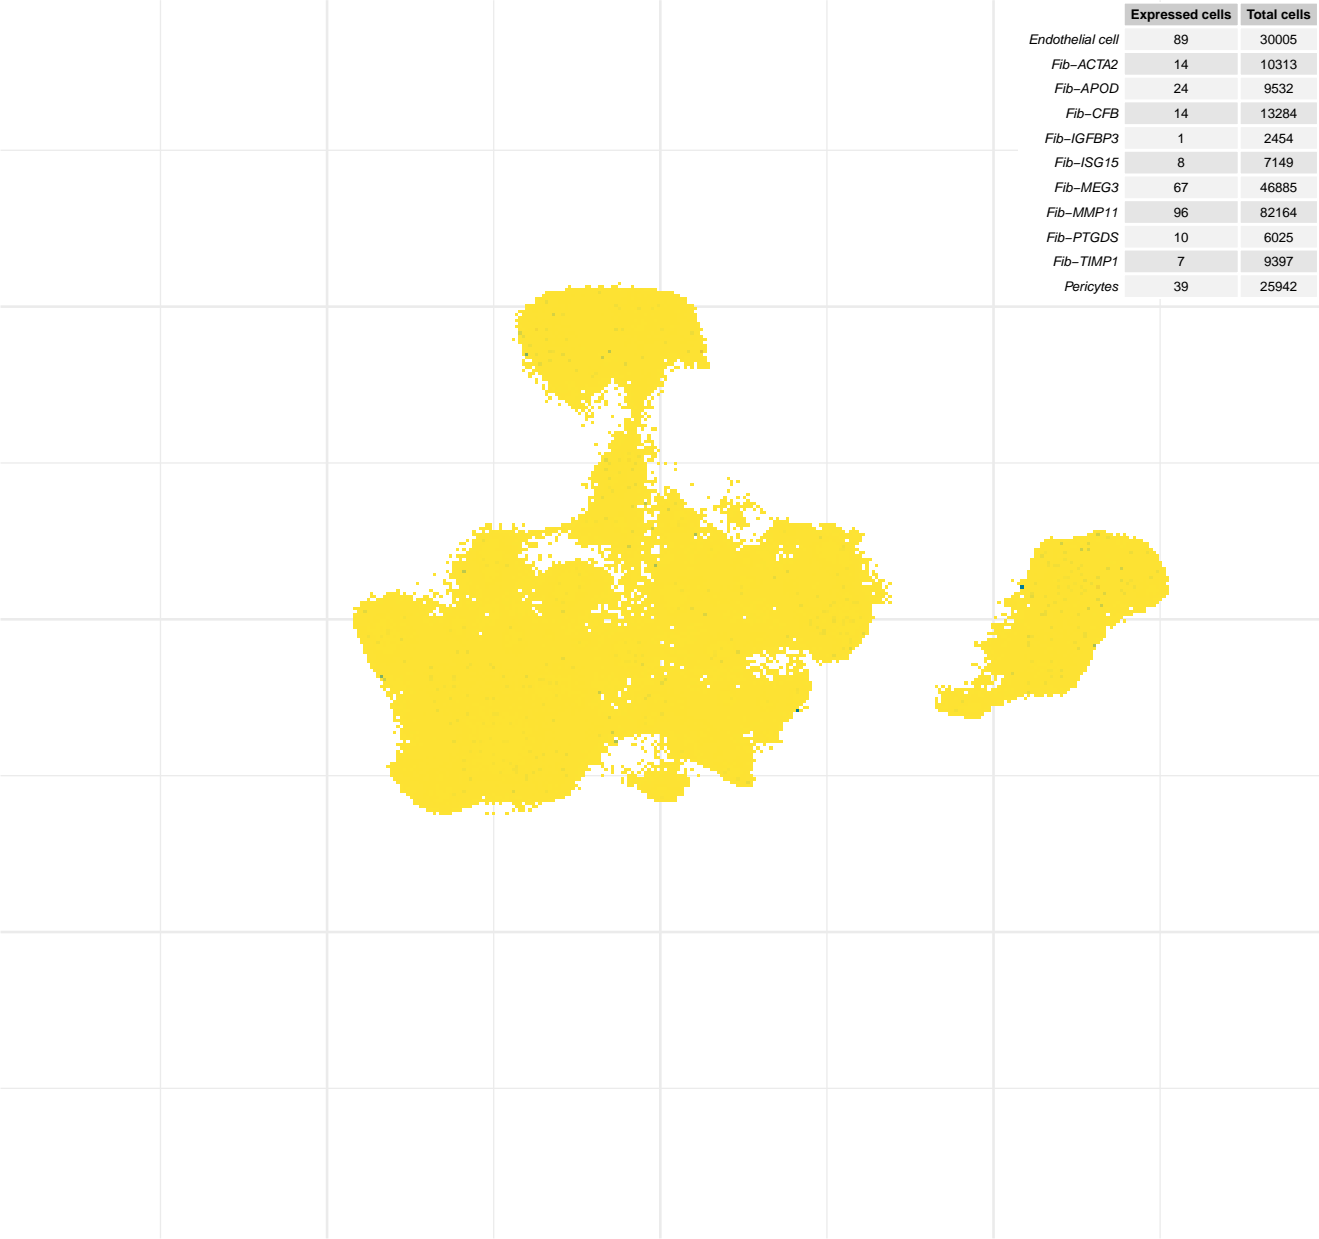 Expressed cells Total cells
Endothelial cell 89 30005
Fib−ACTA2 14 10313
Fib−APOD 24 9532
Fib−CFB 14 13284
Fib−IGFBP3 1 2454
Fib−ISG15 8 7149
Fib−MEG3 67 46885
Fib−MMP11 96 82164
Fib−PTGDS 10 6025
Fib−TIMP1 7 9397
Pericytes 39 25942